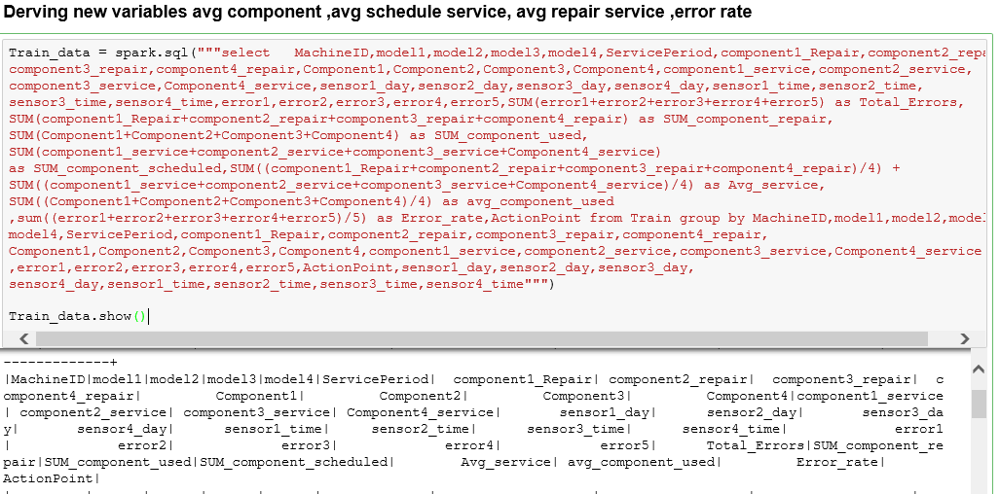 Derving new variables avg component ,avg schedule service, avg repair service ,error rate
Train_data = spark.sql("""select   MachineID,model1,model2,model3,model4,ServicePeriod,component1_Repair,component2_repa
component3_repair,component4_repair,Component1,Component2,Component3,Component4,component1_service,component2_service,
component3_service,Component4_service,sensor1_day,sensor2_day,sensor3_day,sensor4_day,sensor1_time,sensor2_time,
sensor3_time,sensor4_time,error1,error2,error3,error4,error5,SUM(error1+error2+error3+error4+error5) as Total_Errors,
SUM(component1_Repair+component2_repair+component3_repair+component4_repair) as SUM_component_repair,
SUM(Component1+Component2+Component3+Component4) as SUM_component_used,
SUM(component1_service+component2_service+component3_service+Component4_service)
as SUM_component_scheduled,SUM((component1_Repair+component2_repair+component3_repair+component4_repair)/4) +
SUM((component1_service+component2_service+component3_service+Component4_service)/4) as Avg_service,
SUM((Component1+Component2+Component3+Component4)/4) as avg_component_used
,sum((error1+error2+error3+error4+error5)/5) as Error_rate,ActionPoint from Train group by MachineID,model1,model2,model
model4,ServicePeriod,component1_Repair,component2_repair,component3_repair,component4_repair,
Component1,Component2,Component3,Component4,component1_service,component2_service,component3_service,Component4_service
,error1,error2,error3,error4,error5,ActionPoint,sensor1_day,sensor2_day,sensor3_day,
sensor4_day,sensor1_time,sensor2_time,sensor3_time,sensor4_time""")
Train_data.show()
-------------+
|MachineID|model1|model2|model3|model4|ServicePeriod|  component1_Repair| component2_repair|  component3_repair|  c
omponent4_repair|         Component1|         Component2|         Component3|         Component4|component1_service
| component2_service| component3_service| Component4_service|       sensor1_day|       sensor2_day|       sensor3_da
y|       sensor4_day|       sensor1_time|      sensor2_time|       sensor3_time|       sensor4_time|             error1
|             error2|             error3|             error4|             error5|      Total_Errors|SUM_component_re
pair|SUM_component_used|SUM_component_scheduled|        Avg_service| avg_component_used|         Error_rate|
ActionPoint|